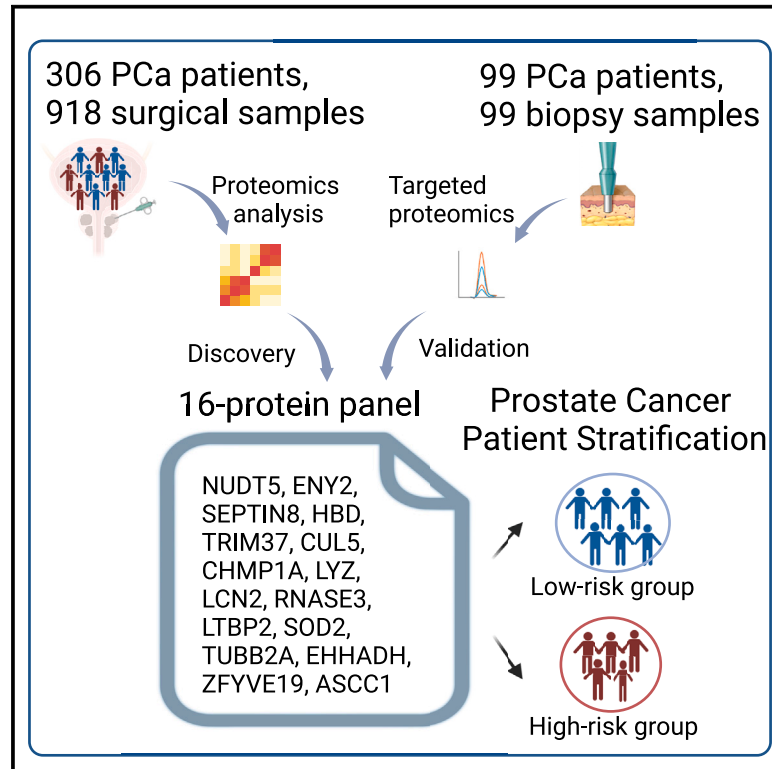 306 PCa patients,
918 surgical samples
99 PCa patients,
99 biopsy samples
Proteomics
analysis
Targeted
proteomics
Discovery
Validation
16-protein panel
NUDT5, ENY2,
SEPTIN8, HBD,
TRIM37, CUL5,
CHMP1A, LYZ,
LCN2, RNASE3,
LTBP2, SOD2,
TUBB2A, EHHADH,
ZFYVE19, ASCC1
Prostate Cancer
Patient Stratification
Low-risk group
High-risk group